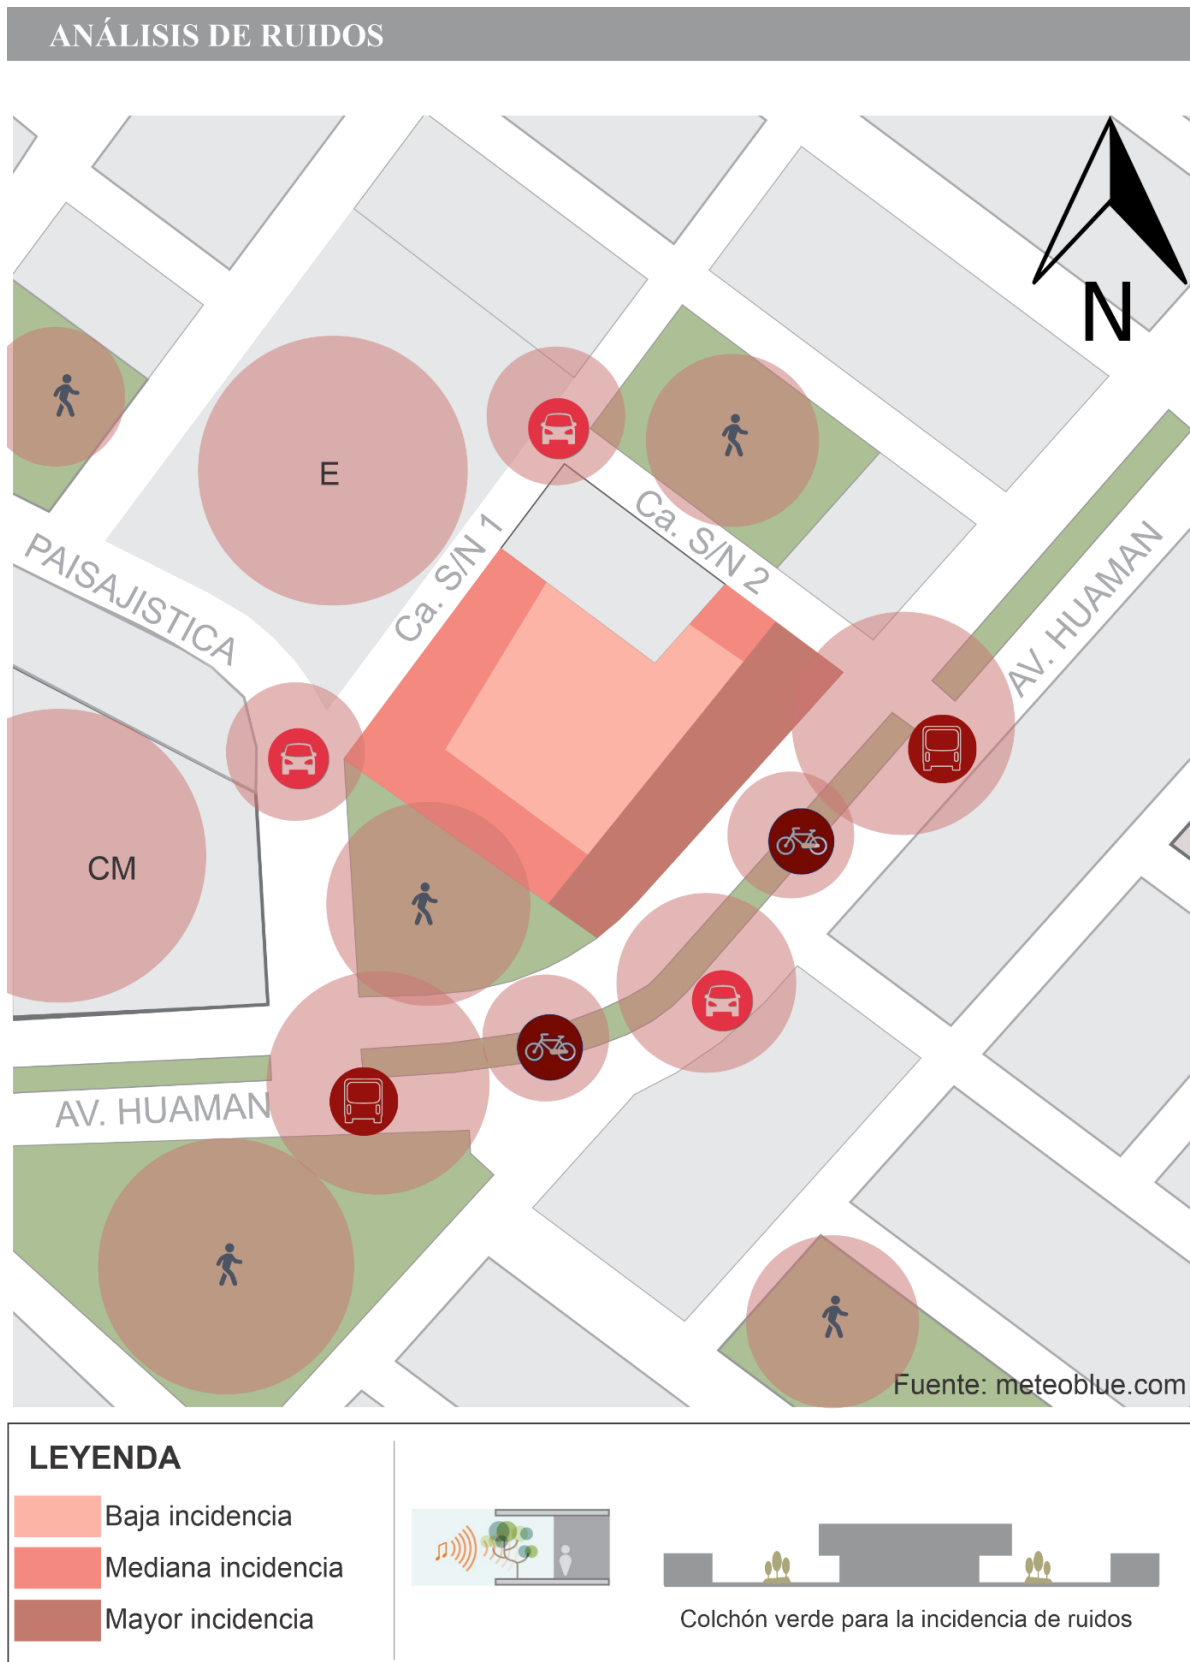 ANÁLISIS DE RUIDOS
N
E
Ca. S/N 1
Ca. S/N 2
PAISAJISTICA
AV. HUAMAN
CM
AV. HUAMAN
Fuente: meteoblue.com
LEYENDA
Baja incidencia
Mediana incidencia
Mayor incidencia
Colchón verde para la incidencia de ruidos